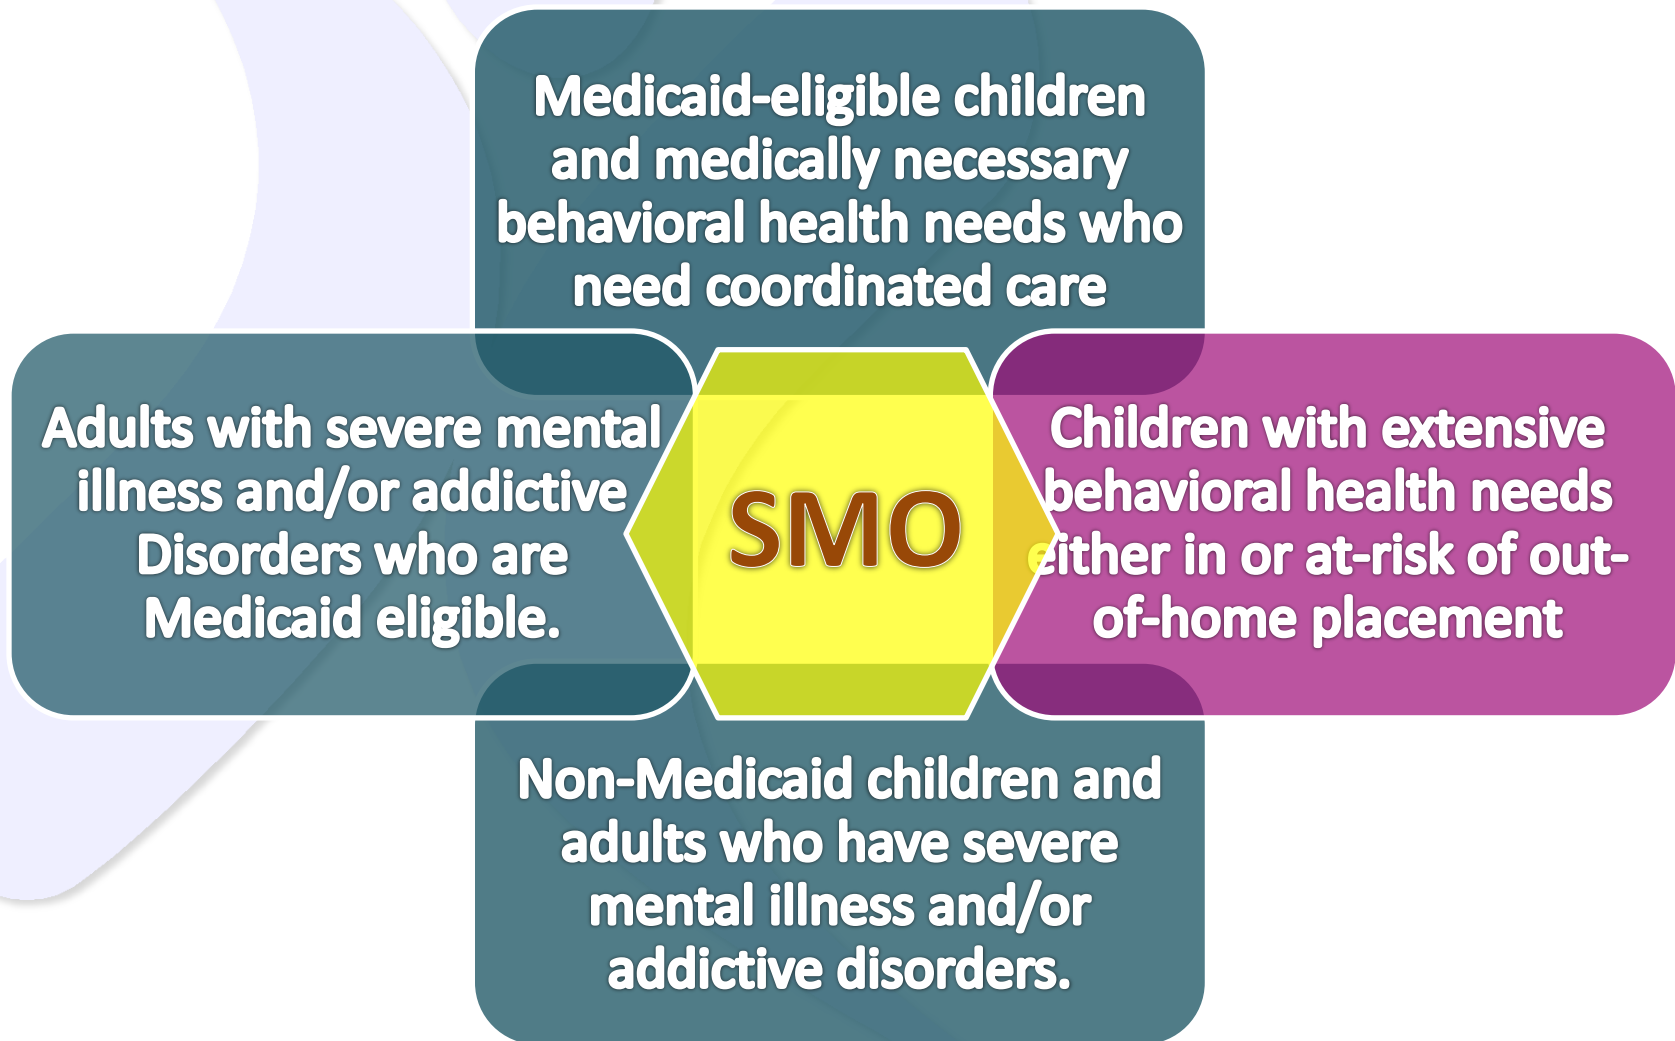 Medicaid-eligible children
and medically necessary
behavioral health needs who
need coordinated care
Adults with severe mental
illness and/or addictive
Disorders who are
Medicaid eligible.
SMO
Children with extensive
behavioral health needs
either in or at-risk of out-
of-home placement
Non-Medicaid children and
adults who have severe
mental illness and/or
addictive disorders.